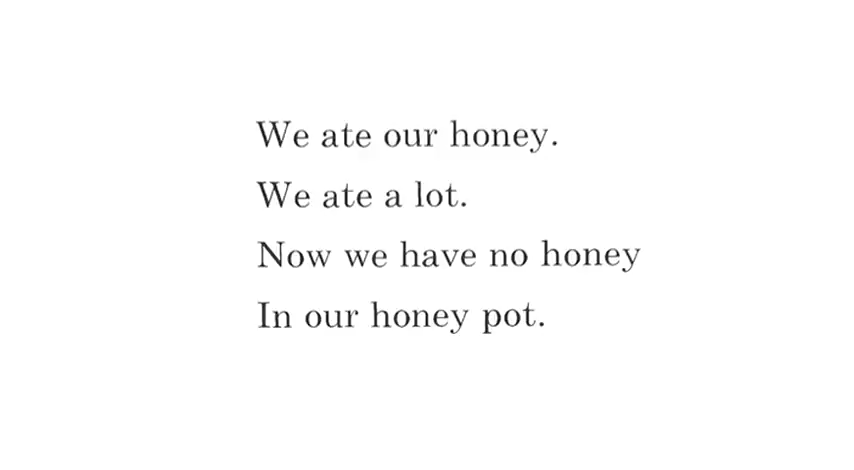 We ate our honey.
We ate a lot.
Now we have no honey
In our honey pot.